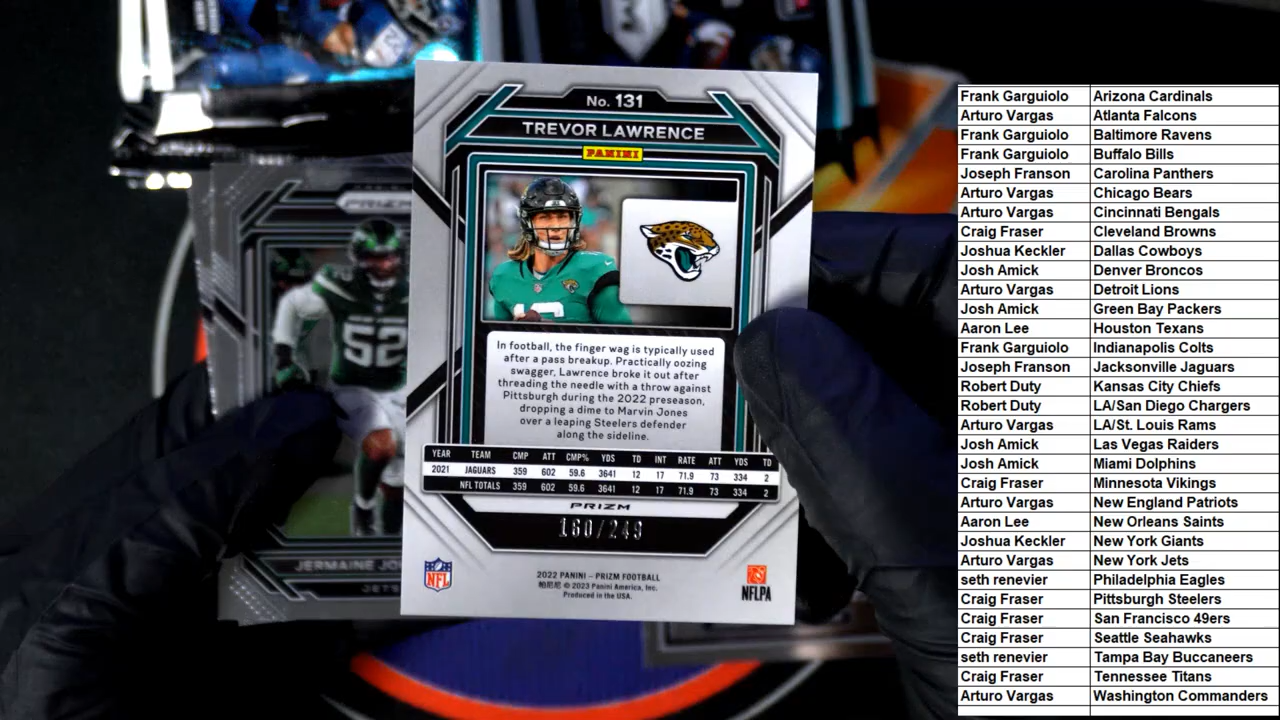 No. 131
TREVOR LAWRENCE
PANINI
In football, the finger wag is typically used
after a pass breakup. Practically oozing
swagger, Lawrence broke it out after
threading the needle with a throw against
Pittsburgh during the 2022 preseason,
dropping a dime to Marvin Jones
over a leaping Steelers defender
along the sideline.
YEAR TEAM CMP ATT CMP% YDS TD INT RATE ATT YDS TD
2021 JAGUARS 359 602 59.6 3641 12 17 71.9 73 334 2
NFL TOTALS 359 602 59.6 3641 12 17 71.9 73 334 2
PRIZM
160/249
NFL
2022 PANINI – PRIZM FOOTBALL
帕尼尼 © 2023 Panini America, Inc.
Produced in the USA.
NFLPA
PRIZM
52
JERMAINE JO
JETS
Frank Garguiolo Arizona Cardinals
Arturo Vargas Atlanta Falcons
Frank Garguiolo Baltimore Ravens
Frank Garguiolo Buffalo Bills
Joseph Franson Carolina Panthers
Arturo Vargas Chicago Bears
Arturo Vargas Cincinnati Bengals
Craig Fraser Cleveland Browns
Joshua Keckler Dallas Cowboys
Josh Amick Denver Broncos
Arturo Vargas Detroit Lions
Josh Amick Green Bay Packers
Aaron Lee Houston Texans
Frank Garguiolo Indianapolis Colts
Joseph Franson Jacksonville Jaguars
Robert Duty Kansas City Chiefs
Robert Duty LA/San Diego Chargers
Arturo Vargas LA/St. Louis Rams
Josh Amick Las Vegas Raiders
Josh Amick Miami Dolphins
Craig Fraser Minnesota Vikings
Arturo Vargas New England Patriots
Aaron Lee New Orleans Saints
Joshua Keckler New York Giants
Arturo Vargas New York Jets
seth renevier Philadelphia Eagles
Craig Fraser Pittsburgh Steelers
Craig Fraser San Francisco 49ers
Craig Fraser Seattle Seahawks
seth renevier Tampa Bay Buccaneers
Craig Fraser Tennessee Titans
Arturo Vargas Washington Commanders